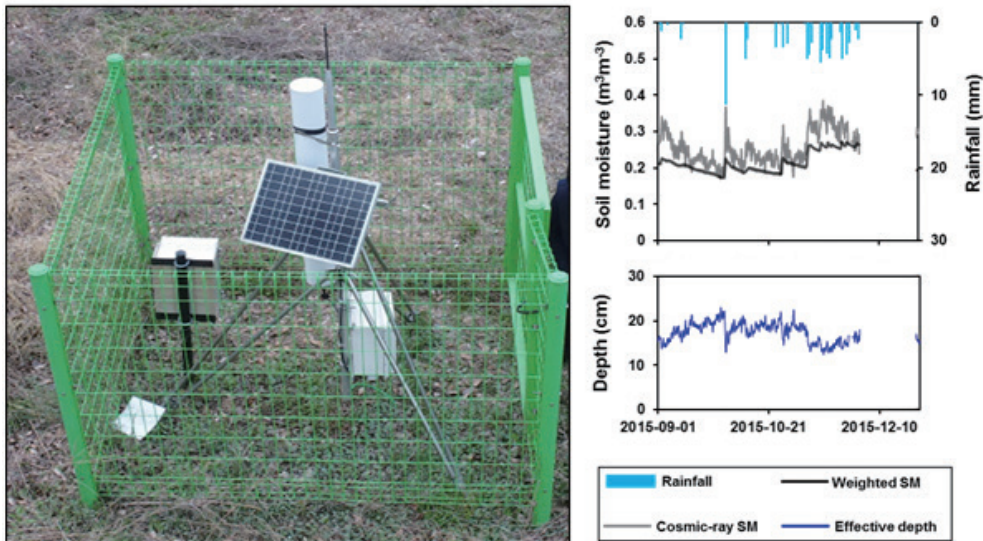 0.6
0.5
0.4
0.3
0.2
0.1
0
Soil moisture (m³m⁻³)
0
10
20
30
Rainfall (mm)
30
20
10
0
Depth (cm)
2015-09-01 2015-10-21 2015-12-10
Rainfall Weighted SM
Cosmic-ray SM Effective depth